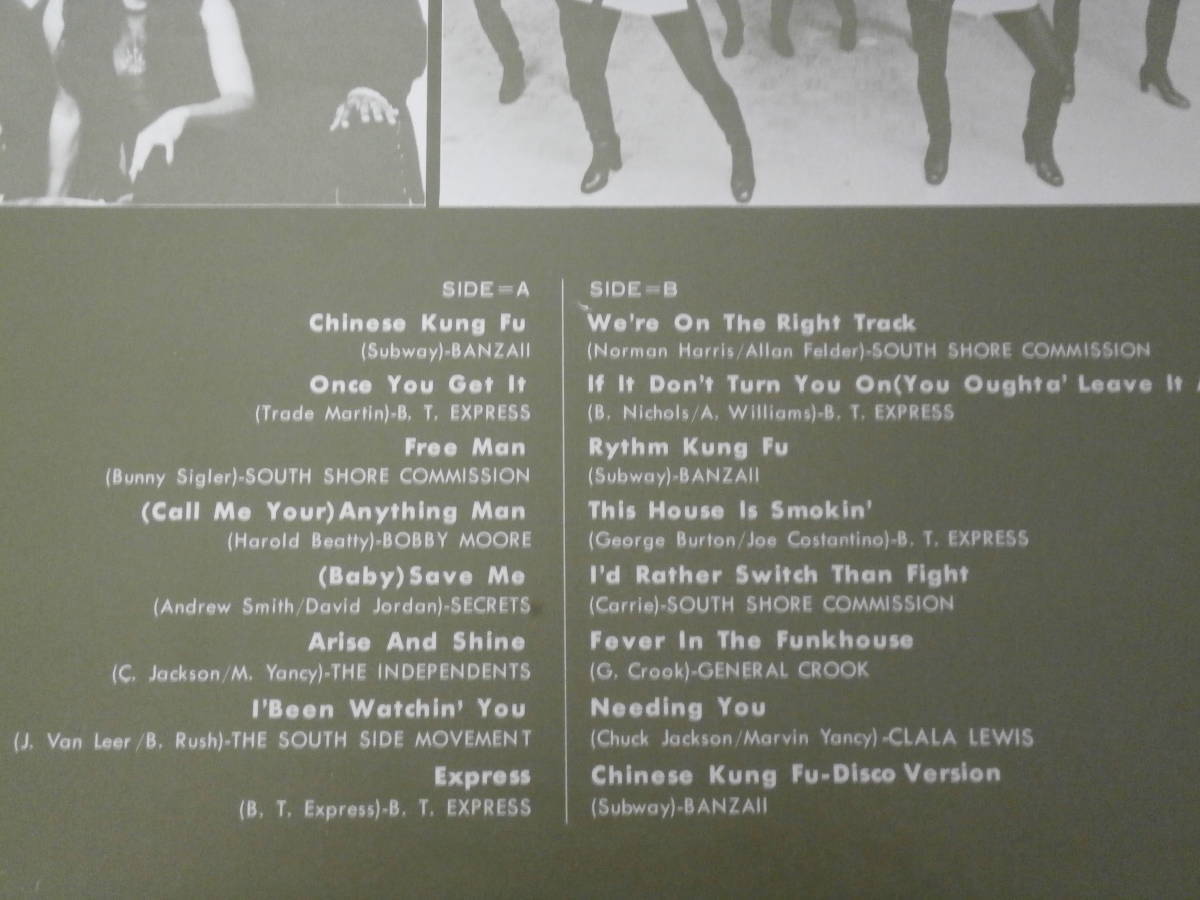 SIDE=A
Chinese Kung Fu
(Subway)-BANZAII
Once You Get It
(Trade Martin)-B. T. EXPRESS
Free Man
(Bunny Sigler)-SOUTH SHORE COMMISSION
(Call Me Your)Anything Man
(Harold Beatty)-BOBBY MOORE
(Baby)Save Me
(Andrew Smith/David Jordan)-SECRETS
Arise And Shine
(C. Jackson/M. Yancy)-THE INDEPENDENTS
I'Been Watchin' You
(J. Van Leer/B. Rush)-THE SOUTH SIDE MOVEMENT
Express
(B. T. Express)-B. T. EXPRESS
SIDE=B
We're On The Right Track
(Norman Harris/Allan Felder)-SOUTH SHORE COMMISSION
If It Don't Turn You On(You Oughta' Leave It
(B. Nichols/A. Williams)-B. T. EXPRESS
Rythm Kung Fu
(Subway)-BANZAII
This House Is Smokin'
(George Burton/Joe Costantino)-B. T. EXPRESS
I'd Rather Switch Than Fight
(Carrie)-SOUTH SHORE COMMISSION
Fever In The Funkhouse
(G. Crook)-GENERAL CROOK
Needing You
(Chuck Jackson/Marvin Yancy)-CLALA LEWIS
Chinese Kung Fu-Disco Version
(Subway)-BANZAII